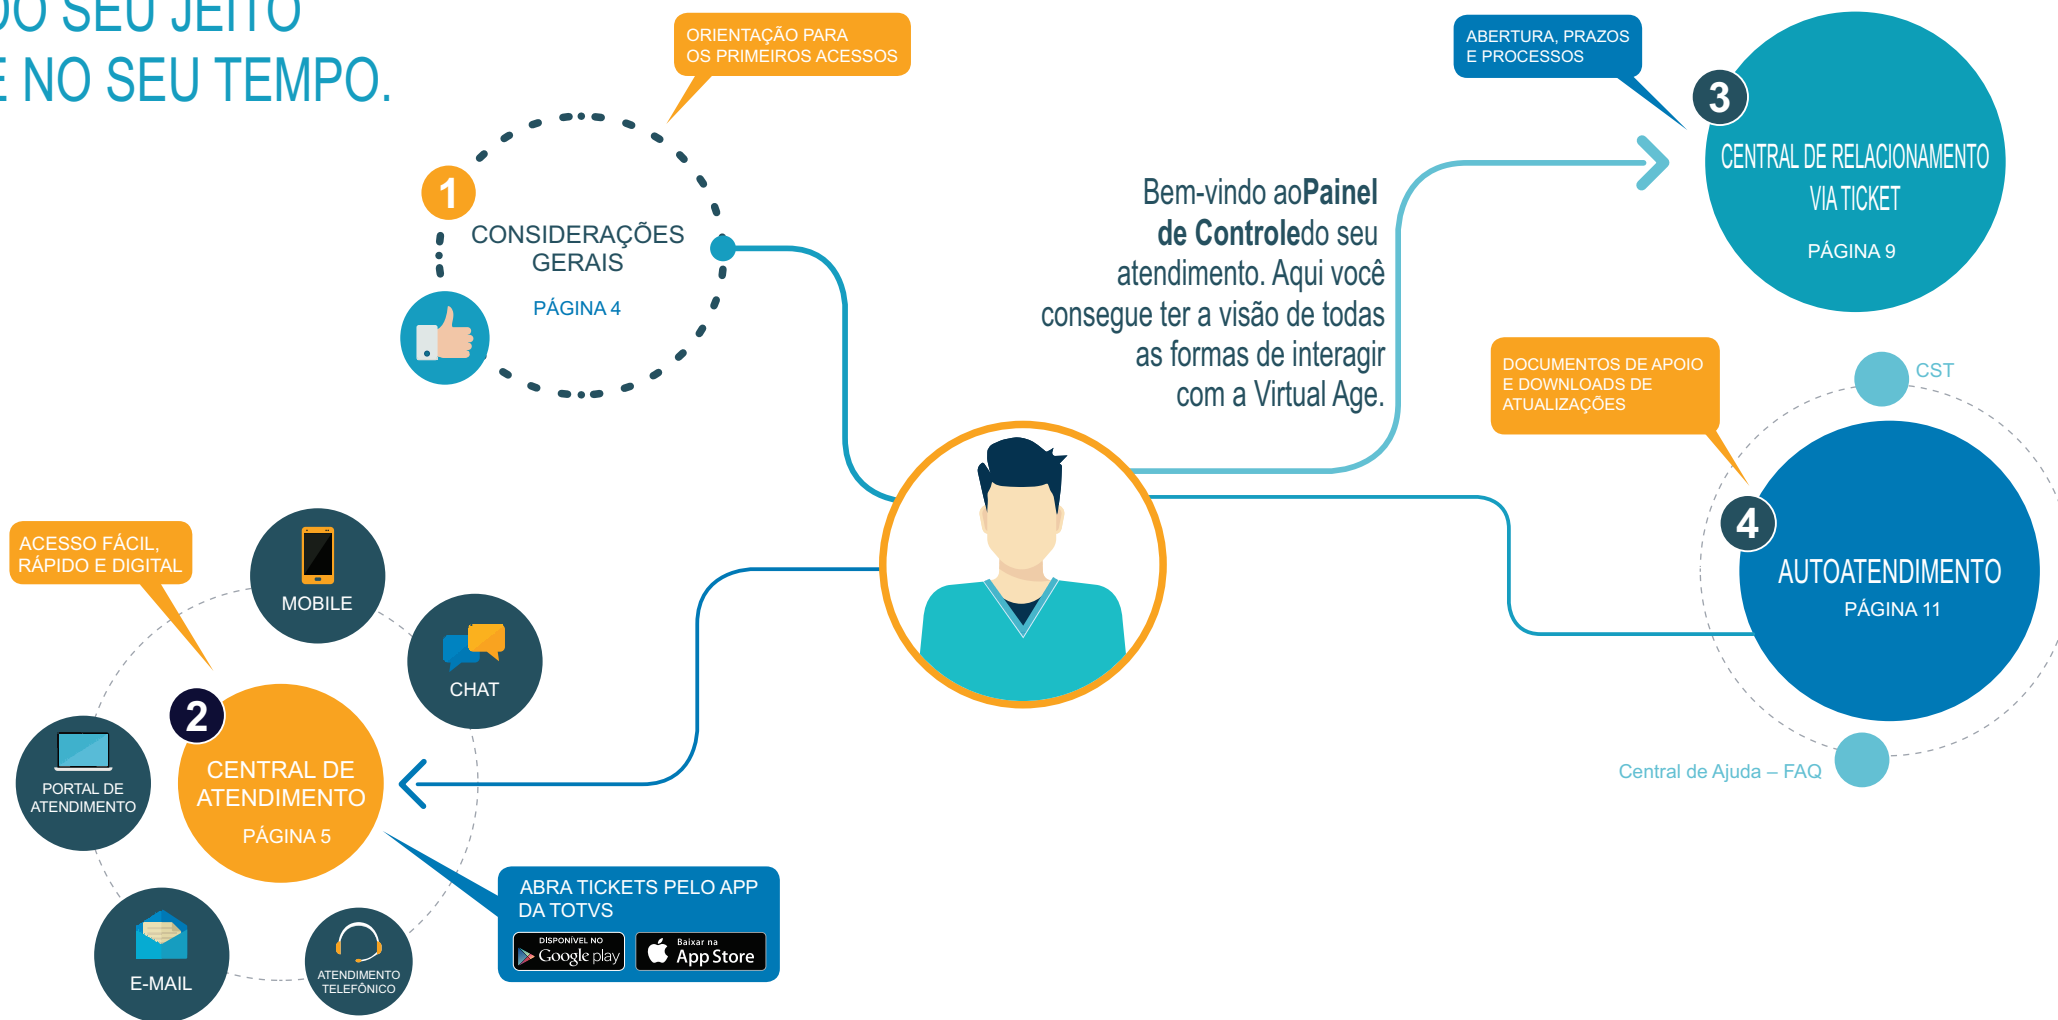 DO SEU JEITO
E NO SEU TEMPO.
ORIENTAÇÃO PARA
OS PRIMEIROS ACESSOS
1
CONSIDERAÇÕES
GERAIS
PÁGINA 4
Bem-vindo aoPainel
de Controledo seu
atendimento. Aqui você
consegue ter a visão de todas
as formas de interagir
com a Virtual Age.
ABERTURA, PRAZOS
E PROCESSOS
3
CENTRAL DE RELACIONAMENTO
VIA TICKET
PÁGINA 9
DOCUMENTOS DE APOIO
E DOWNLOADS DE
ATUALIZAÇÕES
CST
4
AUTOATENDIMENTO
PÁGINA 11
Central de Ajuda – FAQ
ACESSO FÁCIL,
RÁPIDO E DIGITAL
MOBILE
CHAT
2
CENTRAL DE
ATENDIMENTO
PÁGINA 5
PORTAL DE
ATENDIMENTO
E-MAIL
ATENDIMENTO
TELEFÔNICO
ABRA TICKETS PELO APP
DA TOTVS
DISPONÍVEL NO
Google play
Baixar na
App Store